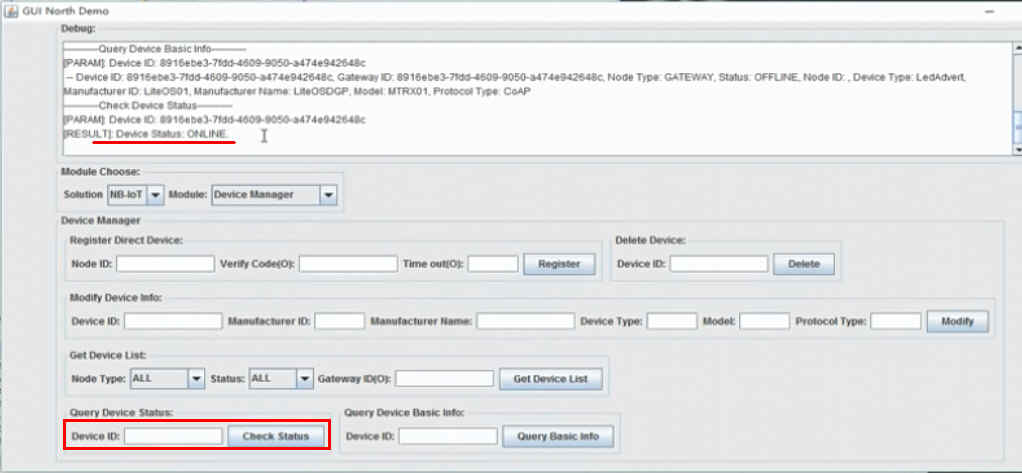 GUI North Demo
Debug:
----------Query Device Basic Info----------
[PARAM]: Device ID: 8916ebe3-7fdd-4609-9050-a474e942648c
-- Device ID: 8916ebe3-7fdd-4609-9050-a474e942648c, Gateway ID: 8916ebe3-7fdd-4609-9050-a474e942648c, Node Type: GATEWAY, Status: OFFLINE, Node ID: , Device Type: LedAdvert,
Manufacturer ID: LiteOS01, Manufacturer Name: LiteOSDGP, Model: MTRX01, Protocol Type: CoAP
----------Check Device Status----------
[PARAM]: Device ID: 8916ebe3-7fdd-4609-9050-a474e942648c
[RESULT]: Device Status: ONLINE.
Module Choose:
Solution NB-IoT Module: Device Manager
Device Manager
Register Direct Device: Delete Device:
Node ID: Verify Code(O): Time out(O): Register Device ID: Delete
Modify Device Info:
Device ID: Manufacturer ID: Manufacturer Name: Device Type: Model: Protocol Type: Modify
Get Device List:
Node Type: ALL Status: ALL Gateway ID(O): Get Device List
Query Device Status: Query Device Basic Info:
Device ID: Check Status Device ID: Query Basic Info